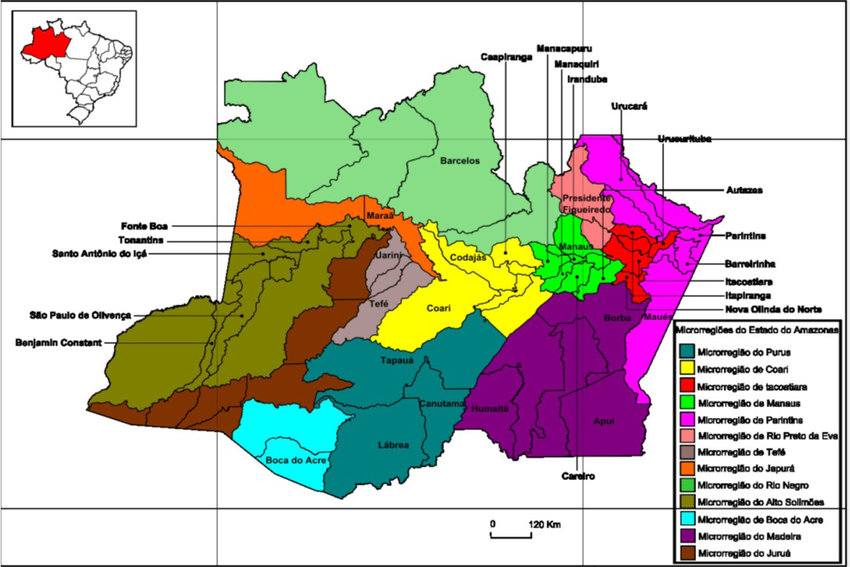 Manacapuru
Caapiranga
Manaquiri
Iranduba
Urucará
Urucurituba
Barcelos
Presidente
Figueiredo
Autazes
Maraã
Fonte Boa
Tonantins
Santo Antônio do Içá
Parintins
Manaus
Uarini
Codajás
Barreirinha
Itacoatiara
Itapiranga
Tefé
Coari
Nova Olinda do Norte
São Paulo de Olivença
Borba
Maués
Benjamin Constant
Tapauá
Canutama
Humaitá
Apuí
Lábrea
Boca do Acre
Careiro
0 120 Km
Microrregiões do Estado do Amazonas
Microrregião do Purus
Microrregião de Coari
Microrregião de tacoatiara
Microrregião de Manaus
Microrregião de Parintins
Microrregião de Rio Preto da Eva
Microrregião de Tefé
Microrregião do Japurá
Microrregião do Rio Negro
Microrregião do Alto Solimões
Microrregião de Boca do Acre
Microrregião do Madeira
Microrregião do Juruá